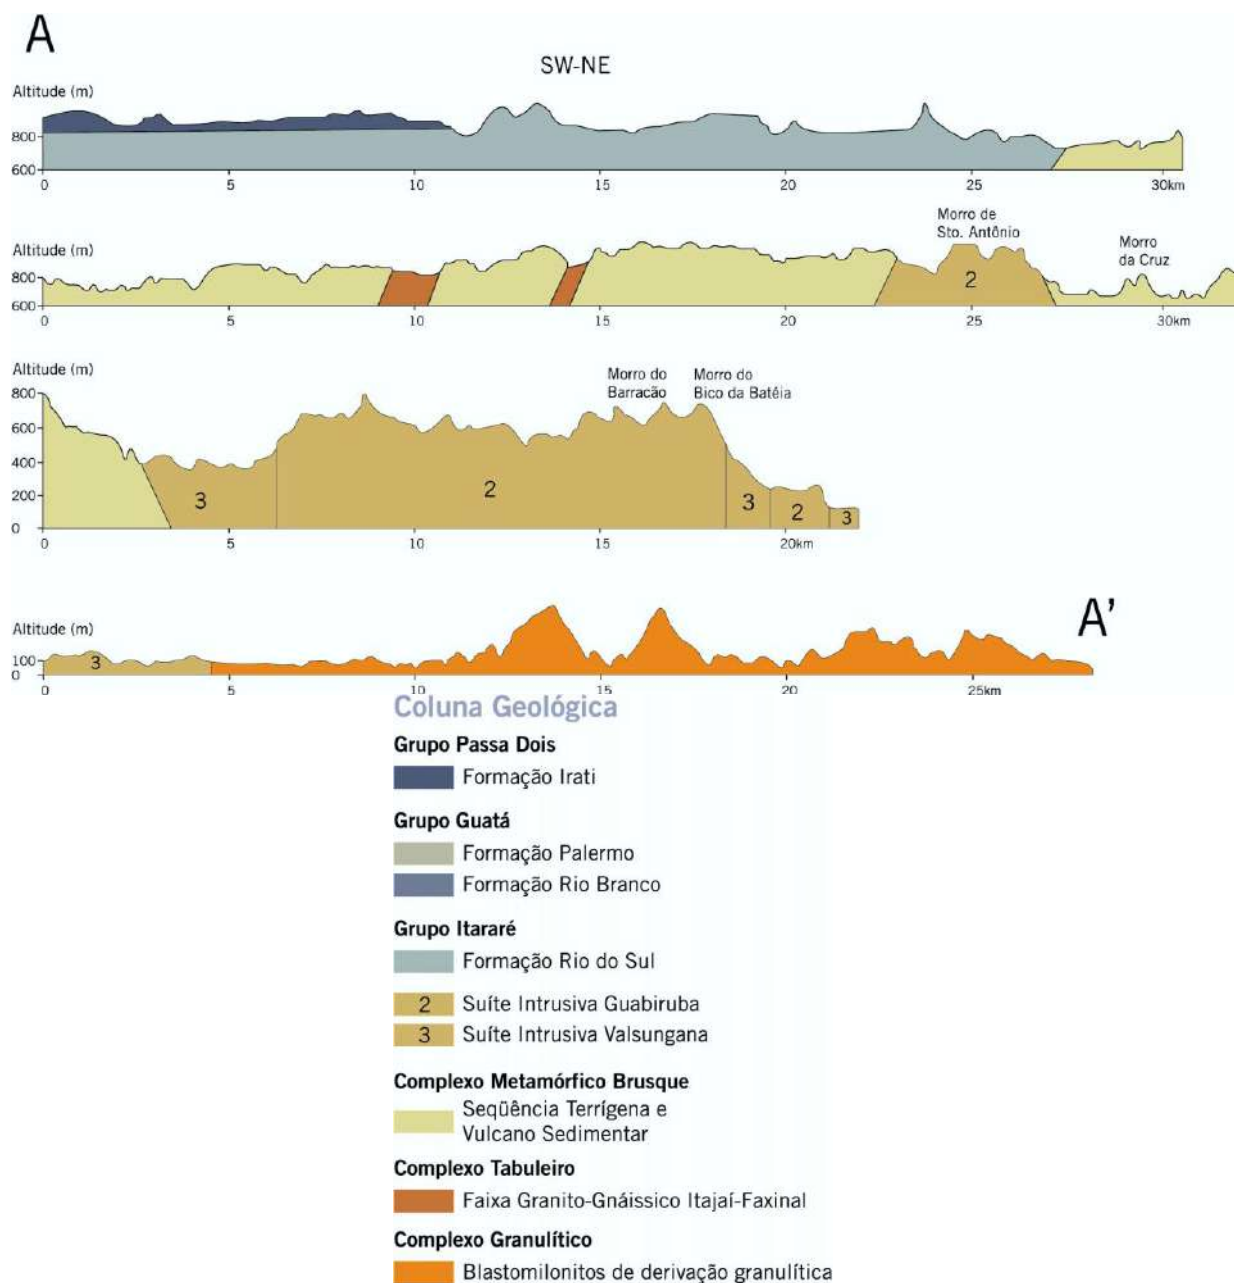 A
SW-NE
Altitude (m)
800
600
0 5 10 15 20 25 30km
Morro de
Sto. Antônio
Morro
da Cruz
Altitude (m)
800
600
2
0 5 10 15 20 25 30km
Altitude (m)
Morro do
Barracão
Morro do
Bico da Batêia
800
600
400
200
0
3 2 3 2 3
0 5 10 15 20km
A'
Altitude (m)
100
0
3
0 5 10 15 20 25km
Coluna Geológica
Grupo Passa Dois
Formação Irati
Grupo Guatá
Formação Palermo
Formação Rio Branco
Grupo Itararé
Formação Rio do Sul
2 Suíte Intrusiva Guabiruba
3 Suíte Intrusiva Valsungana
Complexo Metamórfico Brusque
Seqüência Terrígena e
Vulcano Sedimentar
Complexo Tabuleiro
Faixa Granito-Gnáissico Itajaí-Faxinal
Complexo Granulítico
Blastomilonitos de derivação granulítica